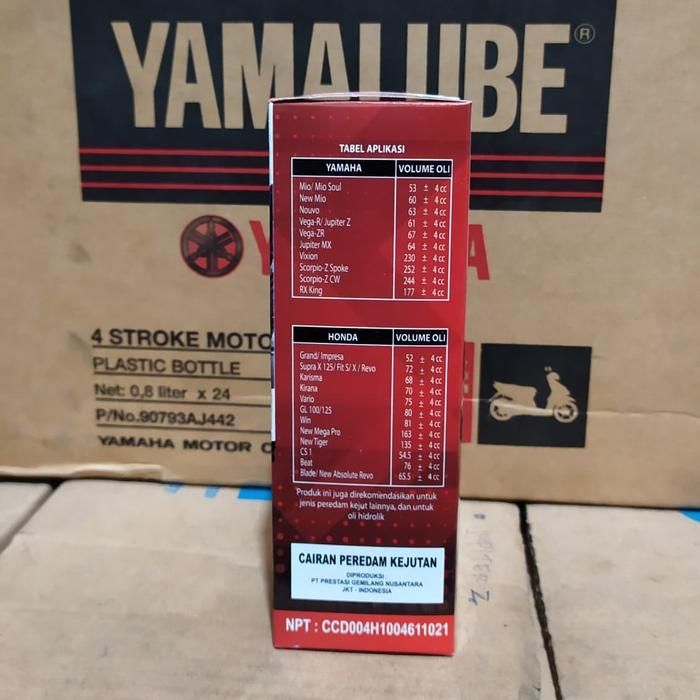 YAMALUBE®
Y A
4 STROKE MOTO
PLASTIC BOTTLE
Net: 0,8 liter x 24
P/No.90793AJ442
YAMAHA MOTOR C
TABEL APLIKASI
YAMAHA VOLUME OLI
Mio/ Mio Soul 53 ± 4 cc
New Mio 60 ± 4 cc
Nouvo 63 ± 4 cc
Vega-R/ Jupiter Z 61 ± 4 cc
Vega-ZR 67 ± 4 cc
Jupiter MX 64 ± 4 cc
Vixion 230 ± 4 cc
Scorpio-Z Spoke 252 ± 4 cc
Scorpio-Z CW 244 ± 4 cc
RX King 177 ± 4 cc
HONDA VOLUME OLI
Grand/ Impresa 52 ± 4 cc
Supra X 125/ Fit S/ X / Revo 72 ± 4 cc
Karisma 68 ± 4 cc
Kirana 70 ± 4 cc
Vario 75 ± 4 cc
GL 100/125 80 ± 4 cc
Win 81 ± 4 cc
New Mega Pro 163 ± 4 cc
New Tiger 135 ± 4 cc
CS 1 54.5 ± 4 cc
Beat 76 ± 4 cc
Blade/ New Absolute Revo 65.5 ± 4 cc
Produk ini juga direkomendasikan untuk
jenis peredam kejut lainnya, dan untuk
oli hidrolik
CAIRAN PEREDAM KEJUTAN
DIPRODUKSI :
PT PRESTASI GEMILANG NUSANTARA
JKT - INDONESIA
NPT : CCD004H1004611021